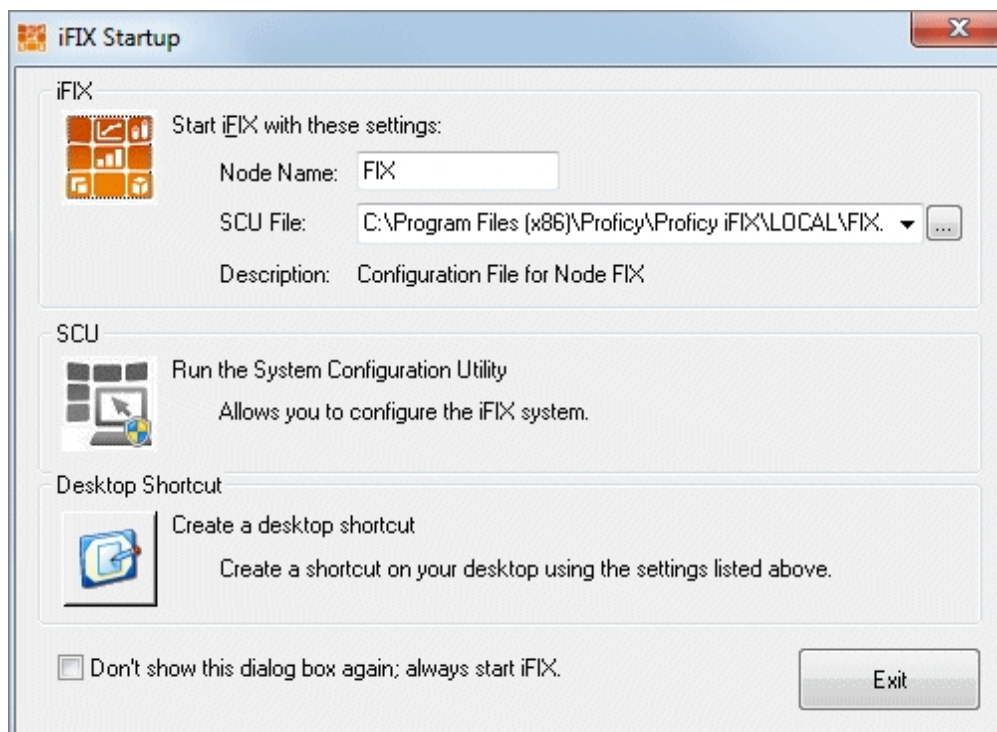 iFIX Startup
iFIX
Start iFIX with these settings:
Node Name: FIX
SCU File: C:\Program Files (x86)\Proficy\Proficy iFIX\LOCAL\FIX. ...
Description: Configuration File for Node FIX
SCU
Run the System Configuration Utility
Allows you to configure the iFIX system.
Desktop Shortcut
Create a desktop shortcut
Create a shortcut on your desktop using the settings listed above.
Don't show this dialog box again; always start iFIX.
Exit